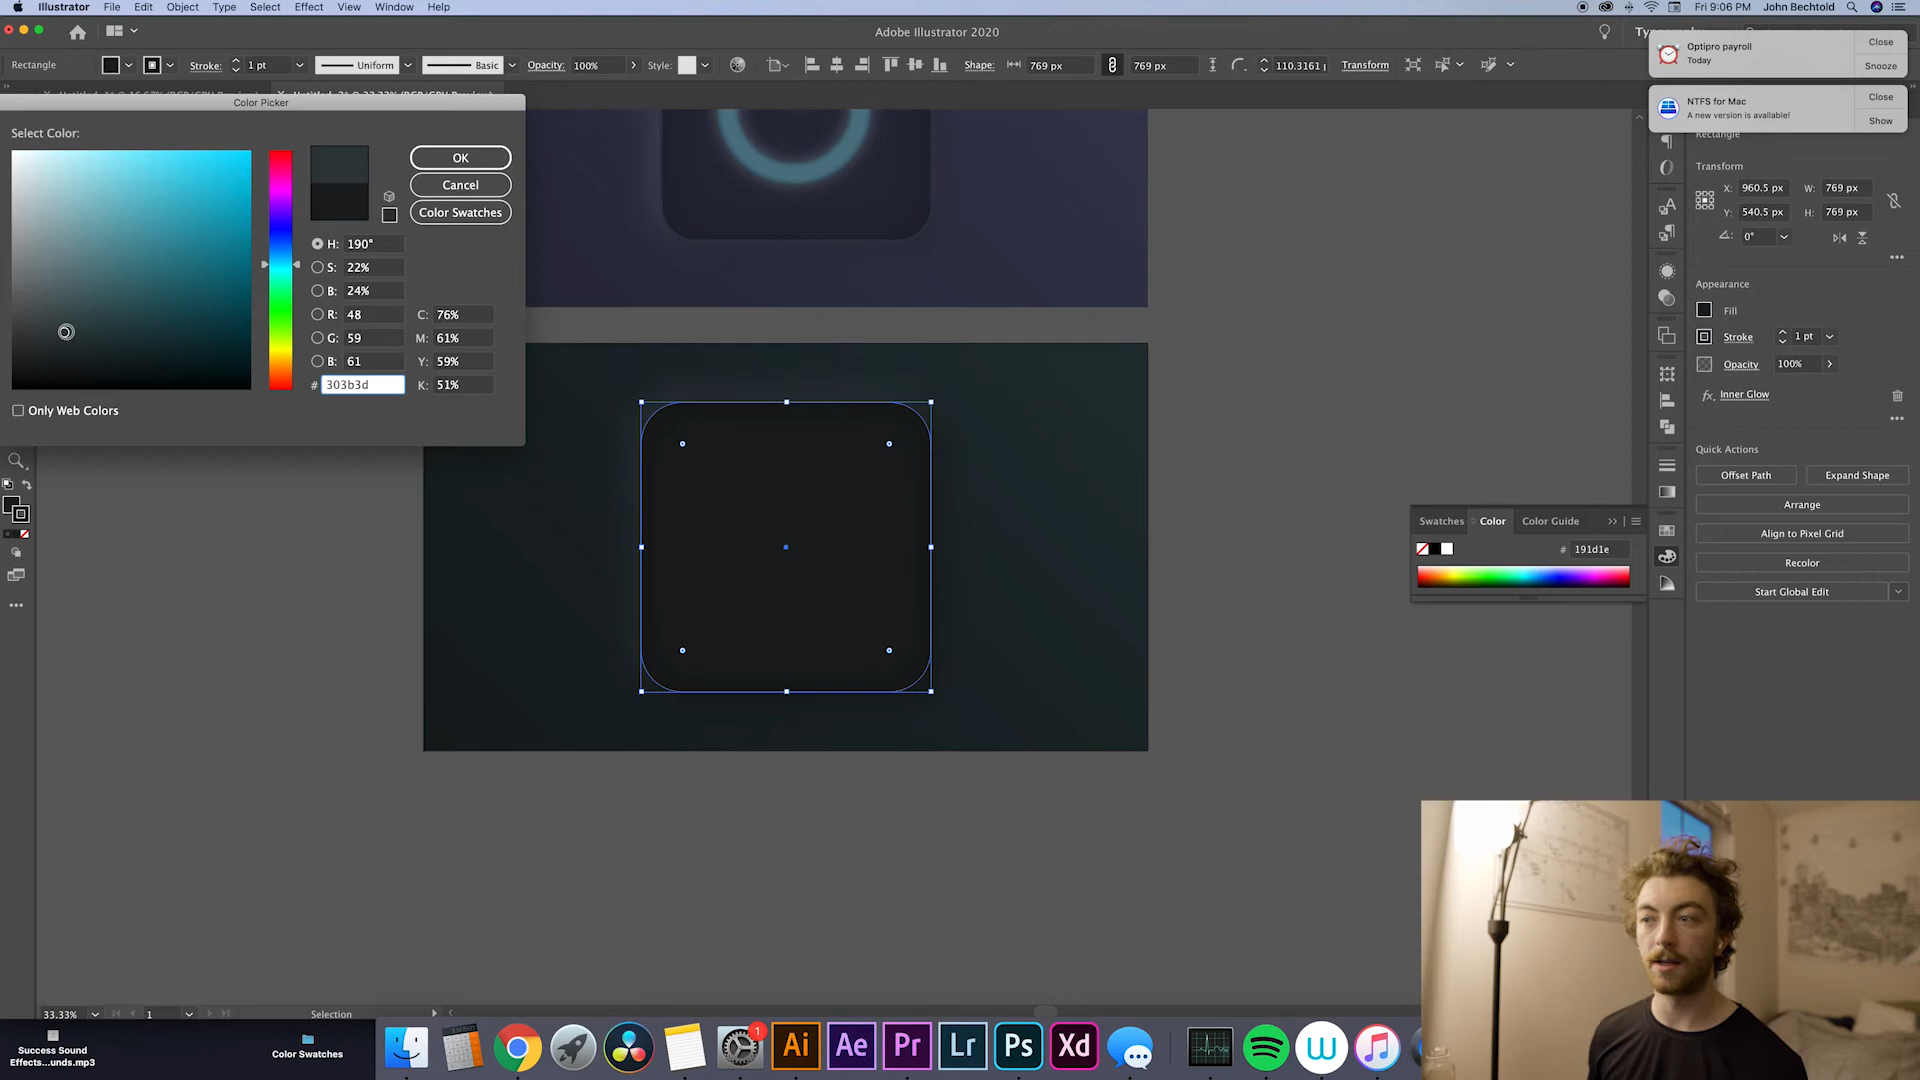 Illustrator File Edit Object Type Select Effect View Window Help
Fri 9:06 PM John Bechtold
Adobe Illustrator 2020
Rectangle Stroke: 1 pt Uniform Basic Opacity: 100% Style: Shape: 769 px 769 px Transform
Optipro payroll
Today
Close
Snooze
NTFS for Mac
A new version is available!
Close
Show
Color Picker
Select Color:
OK
Cancel
Color Swatches
H: 190°
S: 22%
B: 24%
R: 48 C: 76%
G: 59 M: 61%
B: 61 Y: 59%
# 303b3d K: 51%
Only Web Colors
Rectangle
Transform
X: 960.5 px W: 769 px
Y: 540.5 px H: 769 px
0°
Appearance
Fill
Stroke 1 pt
Opacity 100%
fx Inner Glow
Quick Actions
Offset Path Expand Shape
Arrange
Align to Pixel Grid
Recolor
Start Global Edit
Swatches Color Color Guide
# 191d1e
33.33% 1 Selection
Success Sound
Effects...unds.mp3
Color Swatches
1
Ai Ae Pr Lr Ps Xd